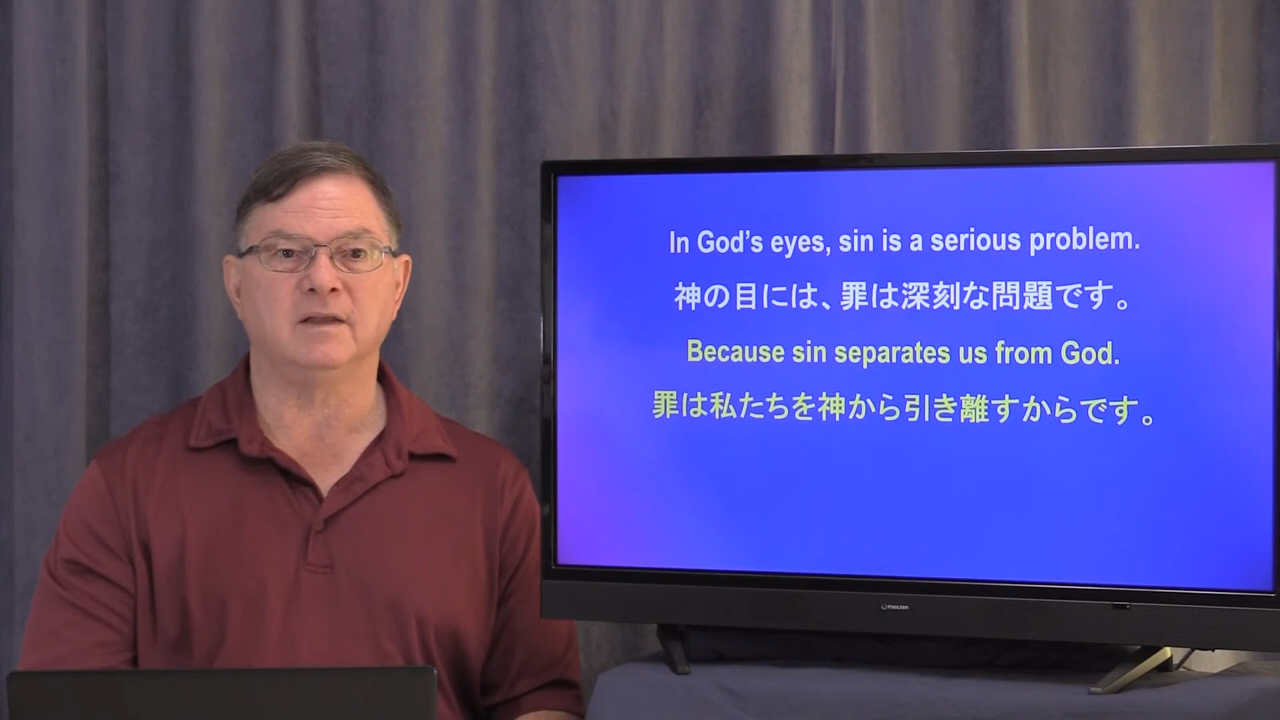 In God's eyes, sin is a serious problem.
神の目には、罪は深刻な問題です。
Because sin separates us from God.
罪は私たちを神から引き離すからです。